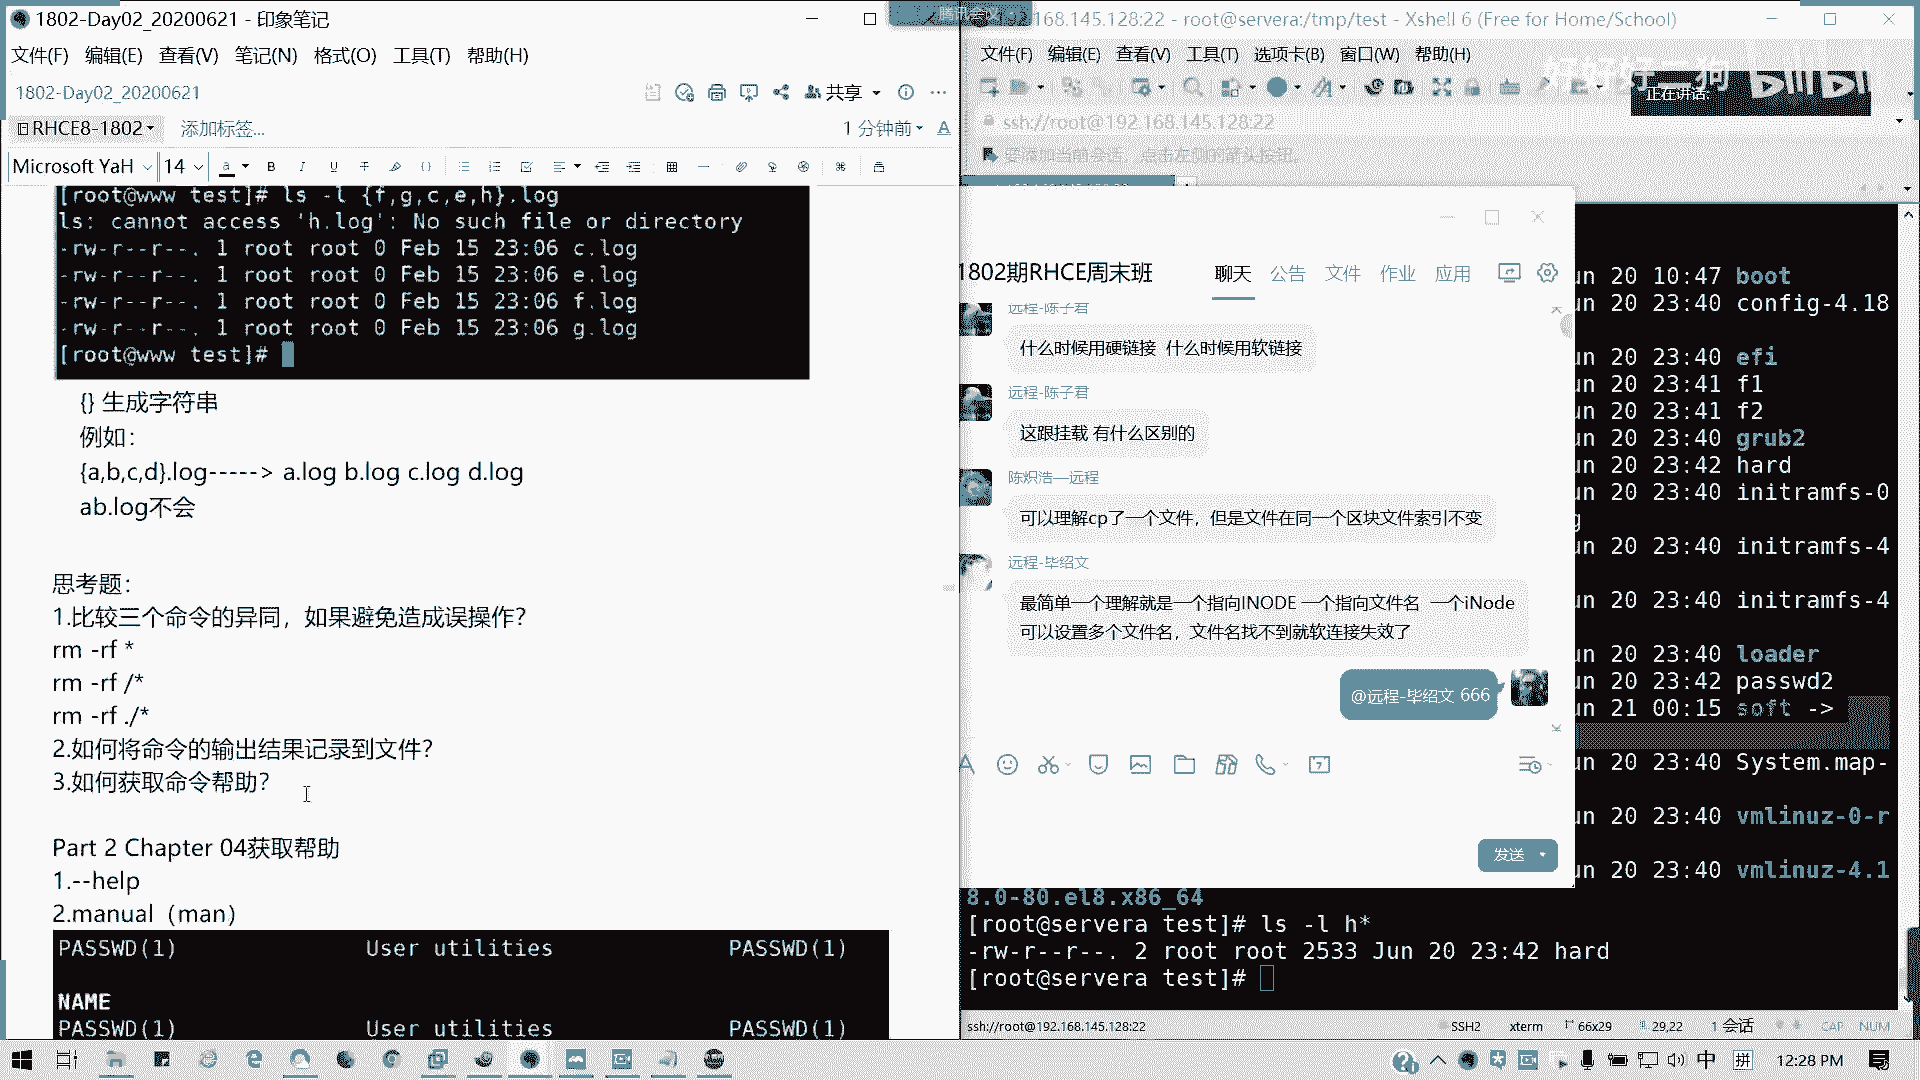 1802-Day02_20200621 - 印象笔记
文件(F) 编辑(E) 查看(V) 笔记(N) 格式(O) 工具(T) 帮助(H)
1802-Day02_20200621
共享
RHCE8-1802
添加标签...
1 分钟前
Microsoft YaH 14
[root@www test]# ls -l {f,g,c,e,h}.log
ls: cannot access 'h.log': No such file or directory
-rw-r--r--. 1 root root 0 Feb 15 23:06 c.log
-rw-r--r--. 1 root root 0 Feb 15 23:06 e.log
-rw-r--r--. 1 root root 0 Feb 15 23:06 f.log
-rw-r--r--. 1 root root 0 Feb 15 23:06 g.log
[root@www test]#
{} 生成字符串
例如：
{a,b,c,d}.log-----> a.log b.log c.log d.log
ab.log不会
思考题：
1.比较三个命令的异同，如果避免造成误操作？
rm -rf *
rm -rf /*
rm -rf ./*
2.如何将命令的输出结果记录到文件？
3.如何获取命令帮助？
Part 2 Chapter 04获取帮助
1.--help
2.manual（man）
PASSWD(1) User utilities PASSWD(1)
NAME
PASSWD(1) User utilities PASSWD(1)
腾讯会议
.168.145.128:22 - root@servera:/tmp/test - Xshell 6 (Free for Home/School)
文件(F) 编辑(E) 查看(V) 工具(T) 选项卡(B) 窗口(W) 帮助(H)
正在讲话:
bilibili
ssh://root@192.168.145.128:22
要添加当前会话，点击左侧的箭头按钮。
1802期RHCE周末班
聊天 公告 文件 作业 应用
远程-陈子君
什么时候用硬链接 什么时候用软链接
远程-陈子君
这跟挂载 有什么区别的
陈炽浩—远程
可以理解cp了一个文件，但是文件在同一个区块文件索引不变
远程-毕绍文
最简单一个理解就是一个指向INODE 一个指向文件名 一个iNode
可以设置多个文件名，文件名找不到就软连接失效了
@远程-毕绍文 666
发送
un 20 10:47 boot
un 20 23:40 config-4.18
un 20 23:40 efi
un 20 23:41 f1
un 20 23:41 f2
un 20 23:40 grub2
un 20 23:42 hard
un 20 23:40 initramfs-0
g
un 20 23:40 initramfs-4
un 20 23:40 initramfs-4
un 20 23:40 loader
un 20 23:42 passwd2
un 21 00:15 soft ->
un 20 23:40 System.map-
un 20 23:40 vmlinuz-0-r
un 20 23:40 vmlinuz-4.1
8.0-80.el8.x86_64
[root@servera test]# ls -l h*
-rw-r--r--. 2 root root 2533 Jun 20 23:42 hard
[root@servera test]#
ssh://root@192.168.145.128:22 SSH2 xterm 66x29 29,22 1 会话 CAP NUM
中 拼 12:28 PM